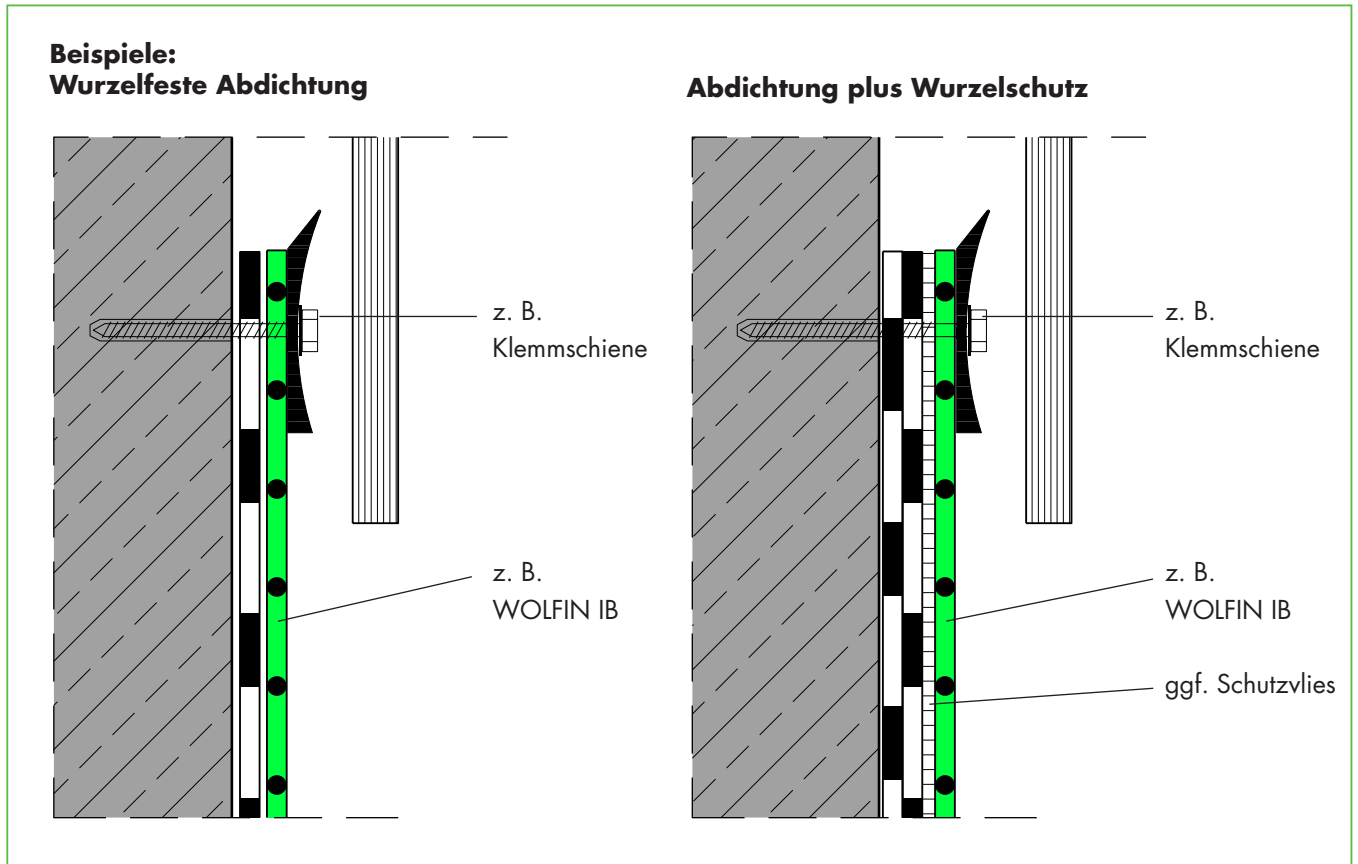 Beispiele:
Wurzelfeste Abdichtung
z. B.
Klemmschiene
z. B.
WOLFIN IB
Abdichtung plus Wurzelschutz
z. B.
Klemmschiene
z. B.
WOLFIN IB
ggf. Schutzvlies